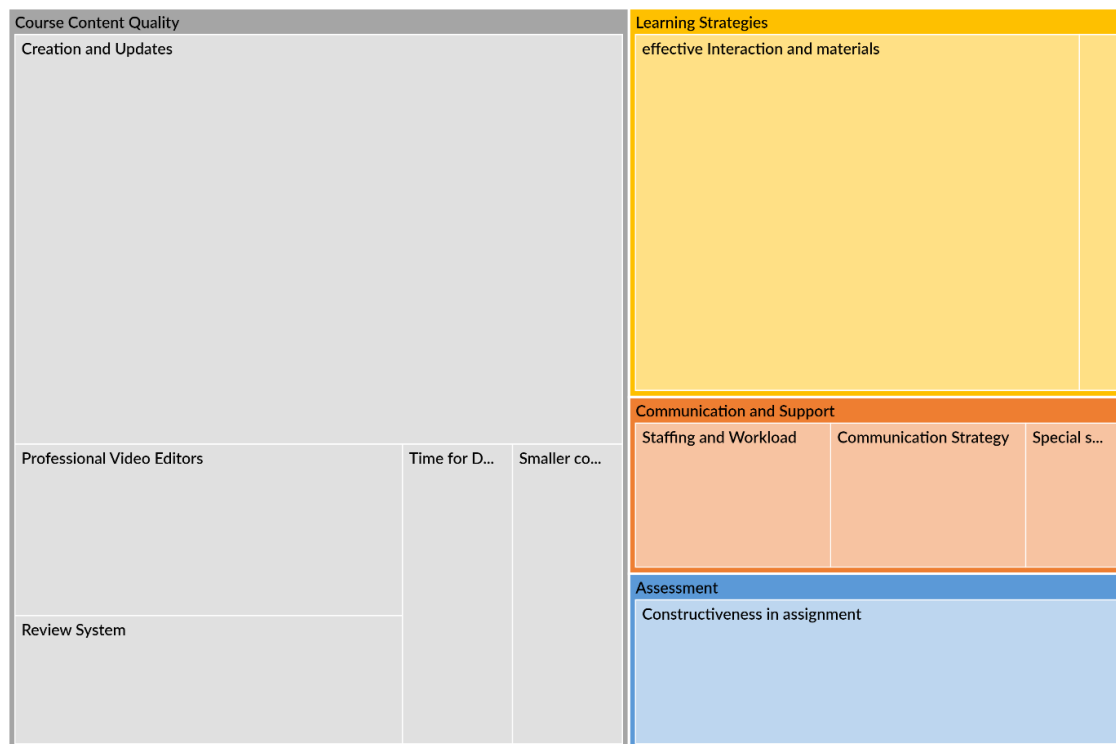 Course Content Quality
Creation and Updates
Professional Video Editors
Time for D...
Smaller co...
Review System
Learning Strategies
effective Interaction and materials
Communication and Support
Staffing and Workload
Communication Strategy
Special s...
Assessment
Constructiveness in assignment